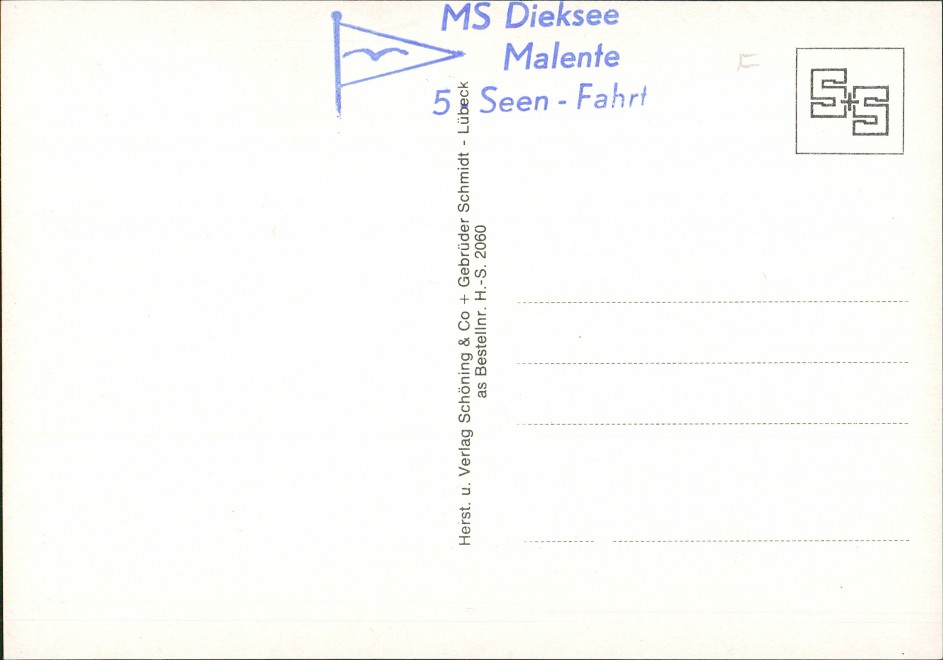 MS Dieksee
Malente
5 Seen - Fahrt
S+S
Herst. u. Verlag Schöning & Co + Gebrüder Schmidt - Lübeck
as Bestellnr. H.-S. 2060